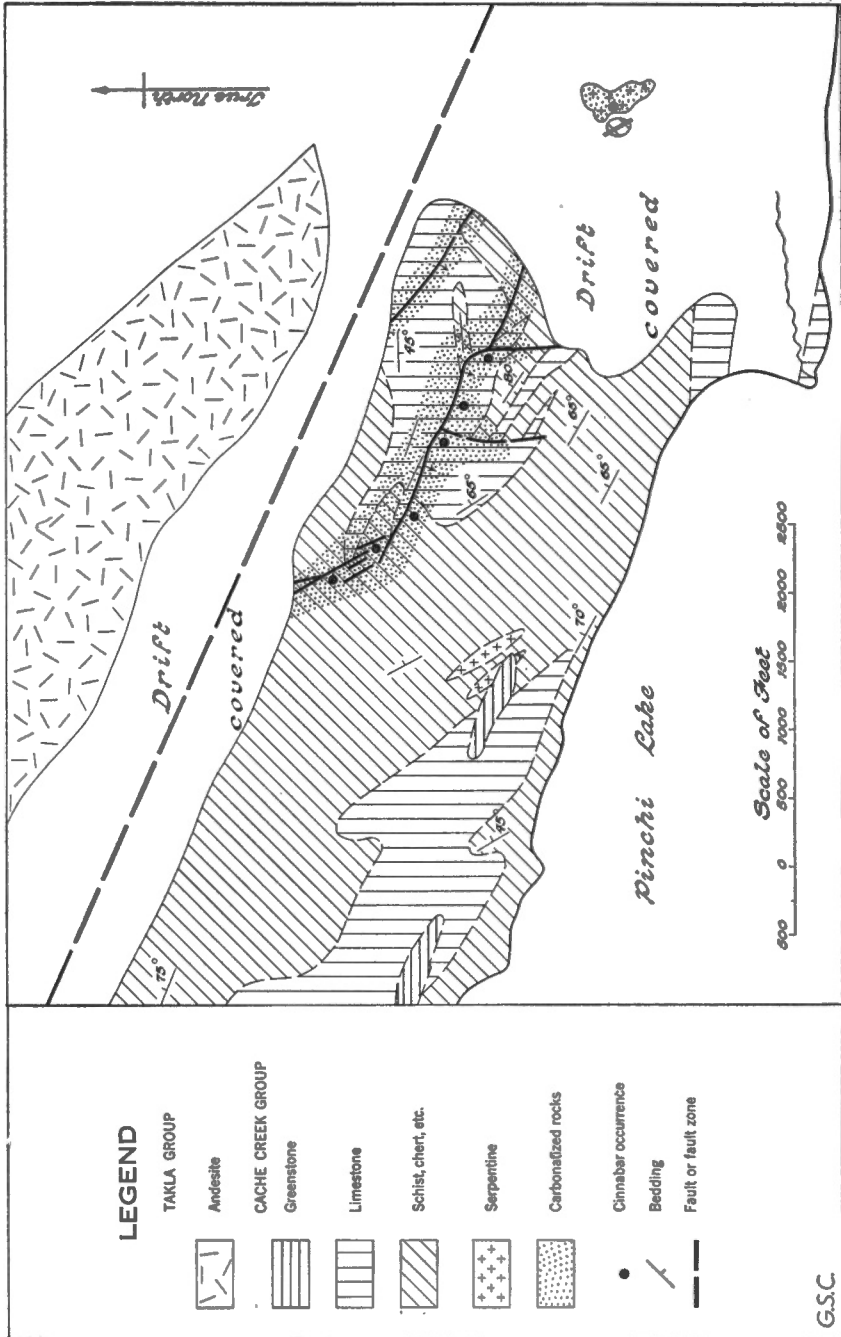 LEGEND
TAKLA GROUP
Andesite
CACHE CREEK GROUP
Greenstone
Limestone
Schist, chert, etc.
Serpentine
Carbonatized rocks
Cinnabar occurrence
Bedding
Fault or fault zone
G.S.C.
True North
Drift
covered
Drift
covered
75°
45°
70°
65°
65°
65°
80°
45°
Pinchi Lake
Scale of Feet
500 0 500 1000 1500 2000 2500